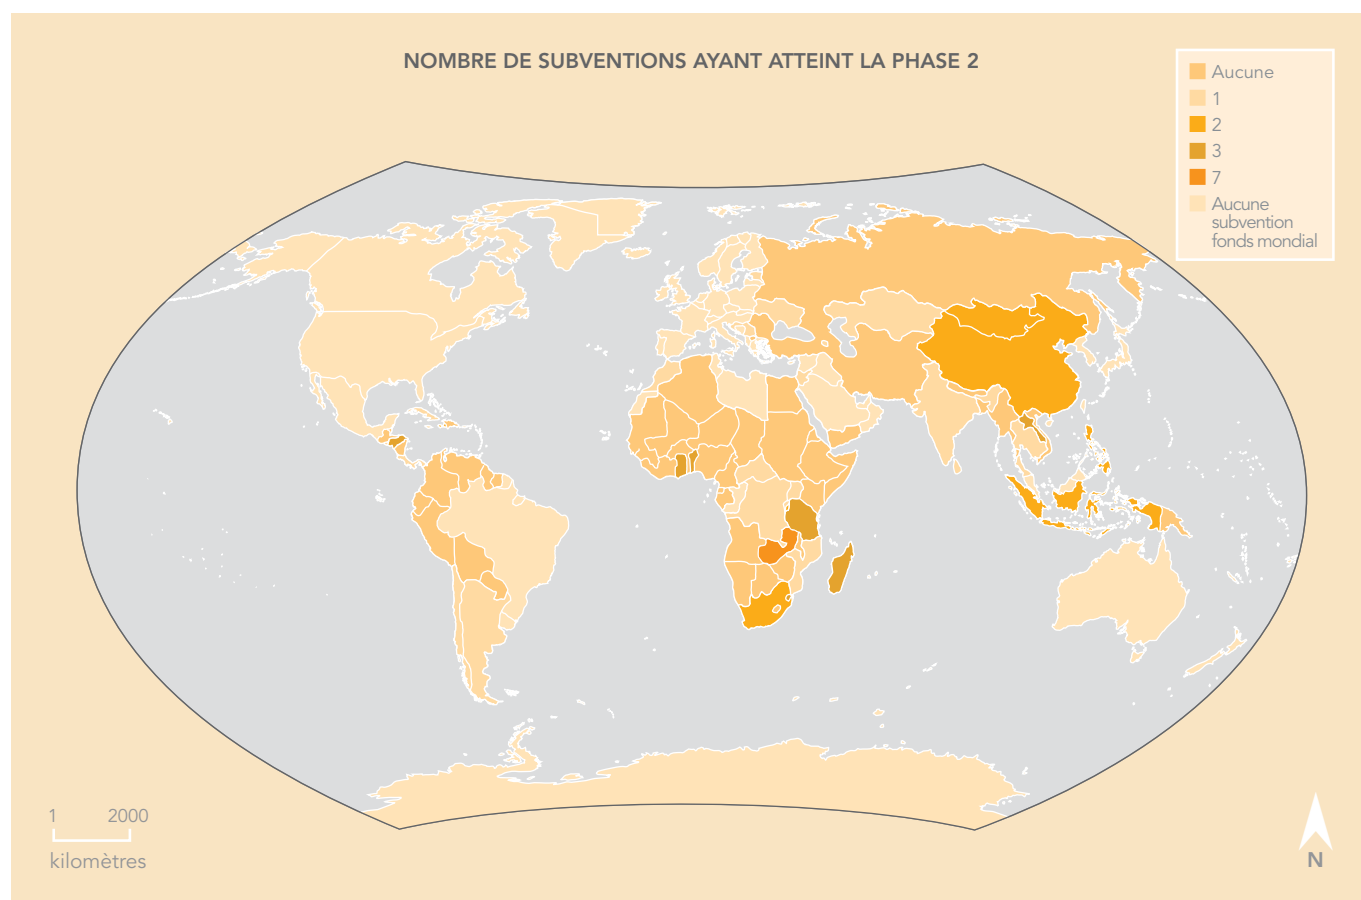 NOMBRE DE SUBVENTIONS AYANT ATTEINT LA PHASE 2
Aucune
1
2
3
7
Aucune
subvention
fonds mondial
1 2000
kilomètres
N